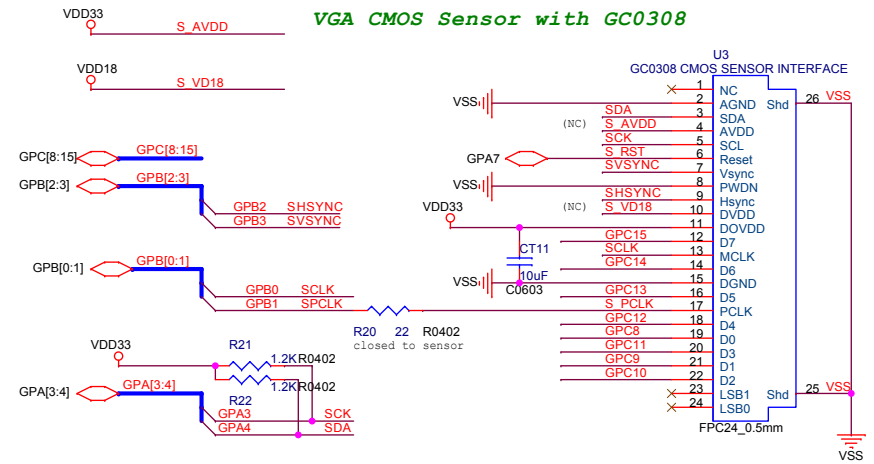 VGA CMOS Sensor with GC0308
VDD33
S_AVDD
VDD18
S_VD18
GPC[8:15]
GPC[8:15]
GPB[2:3]
GPB[2:3]
GPB2 SHSYNC
GPB3 SVSYNC
GPB[0:1]
GPB[0:1]
GPB0 SCLK
GPB1 SPCLK
R20 22 R0402
closed to sensor
VDD33
R21
1.2K R0402
1.2K R0402
R22
GPA[3:4]
GPA[3:4]
GPA3 SCK
GPA4 SDA
U3
GC0308 CMOS SENSOR INTERFACE
1 NC
VSS 2 AGND
SDA 3 SDA
(NC) S_AVDD 4 AVDD
SCK 5 SCL
GPA7 S_RST 6 Reset
SVSYNC 7 Vsync
VSS 8 PWDN
SHSYNC 9 Hsync
(NC) S_VD18 10 DVDD
VDD33 11 DOVDD
GPC15 12 D7
SCLK 13 MCLK
GPC14 14 D6
VSS 15 DGND
GPC13 16 D5
S_PCLK 17 PCLK
GPC12 18 D4
GPC8 19 D0
GPC11 20 D3
GPC9 21 D1
GPC10 22 D2
23 LSB1
24 LSB0
CT11
10uF
C0603
Shd 26 VSS
Shd 25 VSS
FPC24_0.5mm
VSS